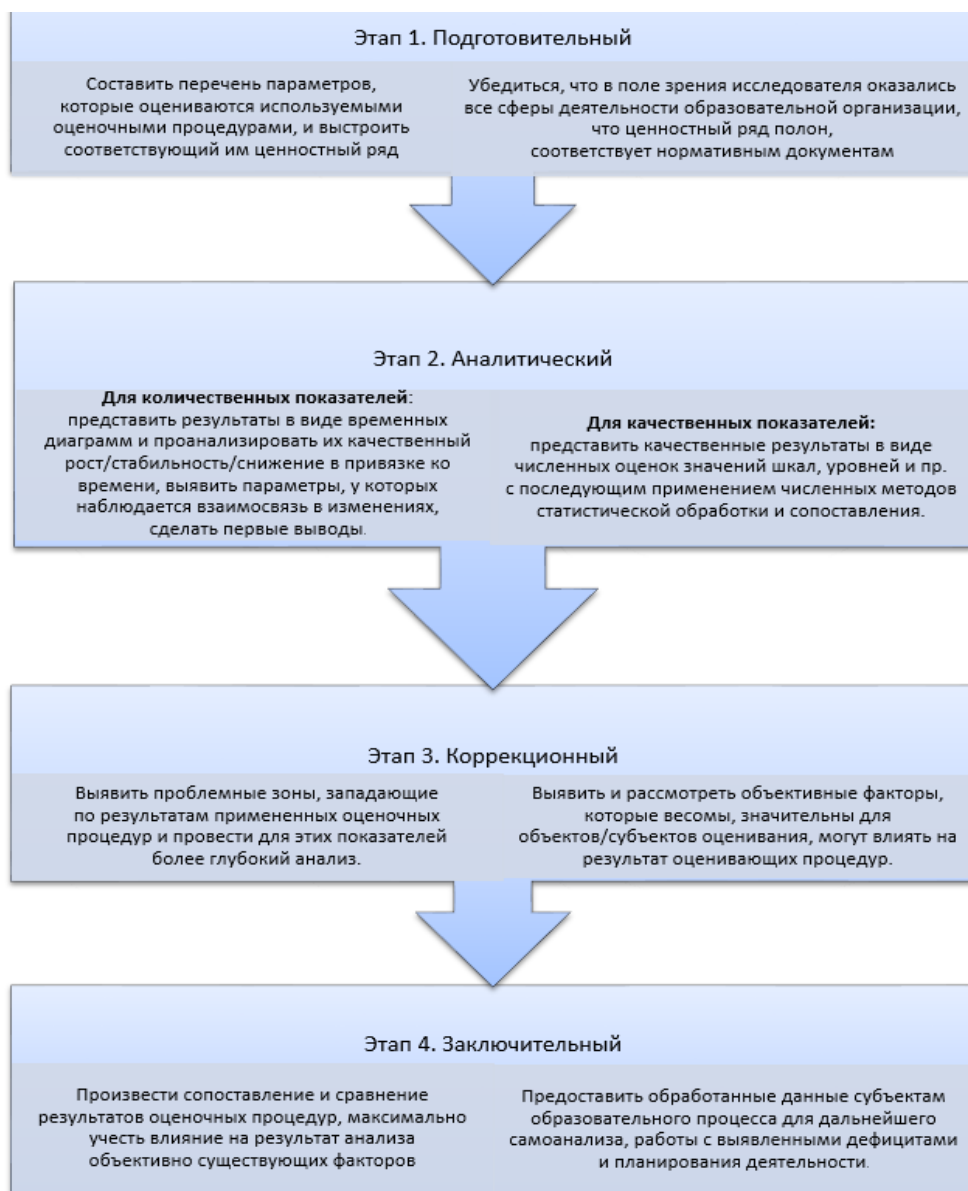 Этап 1. Подготовительный
Составить перечень параметров,
которые оцениваются используемыми
оценочными процедурами, и выстроить
соответствующий им ценностный ряд
Убедиться, что в поле зрения исследователя оказались
все сферы деятельности образовательной организации,
что ценностный ряд полон,
соответствует нормативным документам
Этап 2. Аналитический
Для количественных показателей:
представить результаты в виде временных
диаграмм и проанализировать их качественный
рост/стабильность/снижение в привязке ко
времени, выявить параметры, у которых
наблюдается взаимосвязь в изменениях,
сделать первые выводы.
Для качественных показателей:
представить качественные результаты в виде
численных оценок значений шкал, уровней и пр.
с последующим применением численных методов
статистической обработки и сопоставления.
Этап 3. Коррекционный
Выявить проблемные зоны, западающие
по результатам примененных оценочных
процедур и провести для этих показателей
более глубокий анализ.
Выявить и рассмотреть объективные факторы,
которые весомы, значительны для
объектов/субъектов оценивания, могут влиять на
результат оценивающих процедур.
Этап 4. Заключительный
Произвести сопоставление и сравнение
результатов оценочных процедур, максимально
учесть влияние на результат анализа
объективно существующих факторов
Предоставить обработанные данные субъектам
образовательного процесса для дальнейшего
самоанализа, работы с выявленными дефицитами
и планирования деятельности.